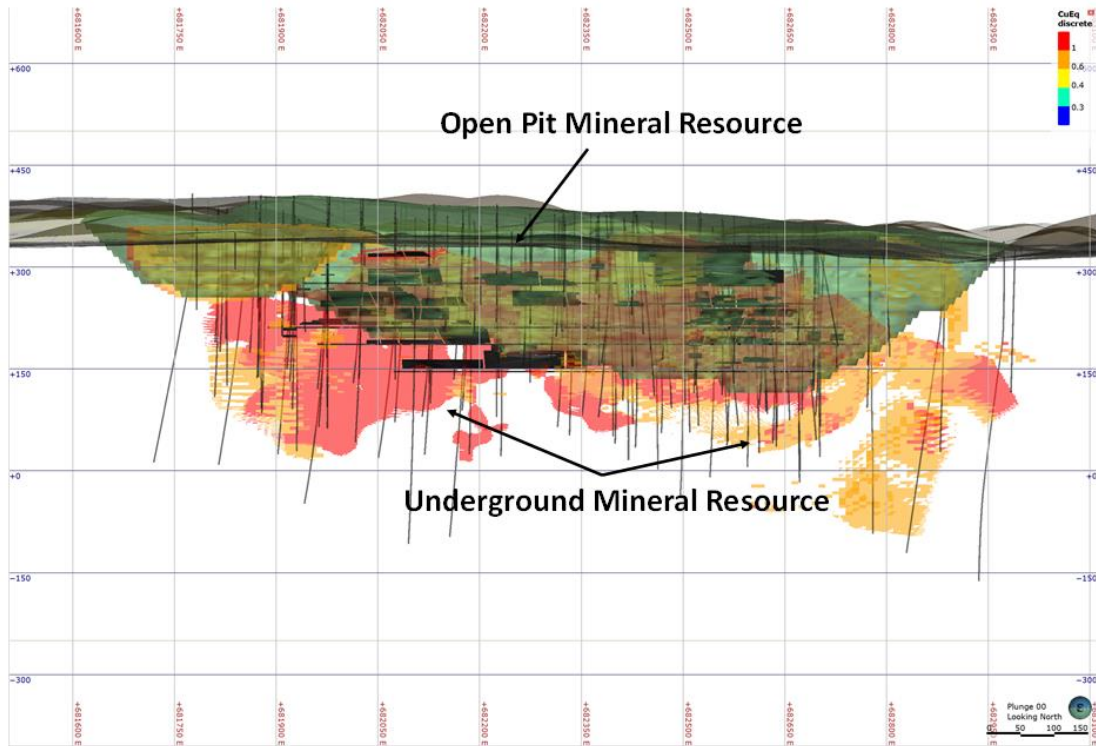 +681600 E
+681750 E
+681900 E
+682050 E
+682200 E
+682350 E
+682500 E
+682650 E
+682800 E
+682950 E
CuEq
discrete
1
0.6
0.4
0.3
+600
Open Pit Mineral Resource
+450
+450
+300
+300
+150
+150
+0
+0
Underground Mineral Resource
-150
-150
-300
-300
+681600 E
+681750 E
+681900 E
+682050 E
+682200 E
+682350 E
+682500 E
+682650 E
+682800 E
Plunge 00
Looking North
0 50 100 150